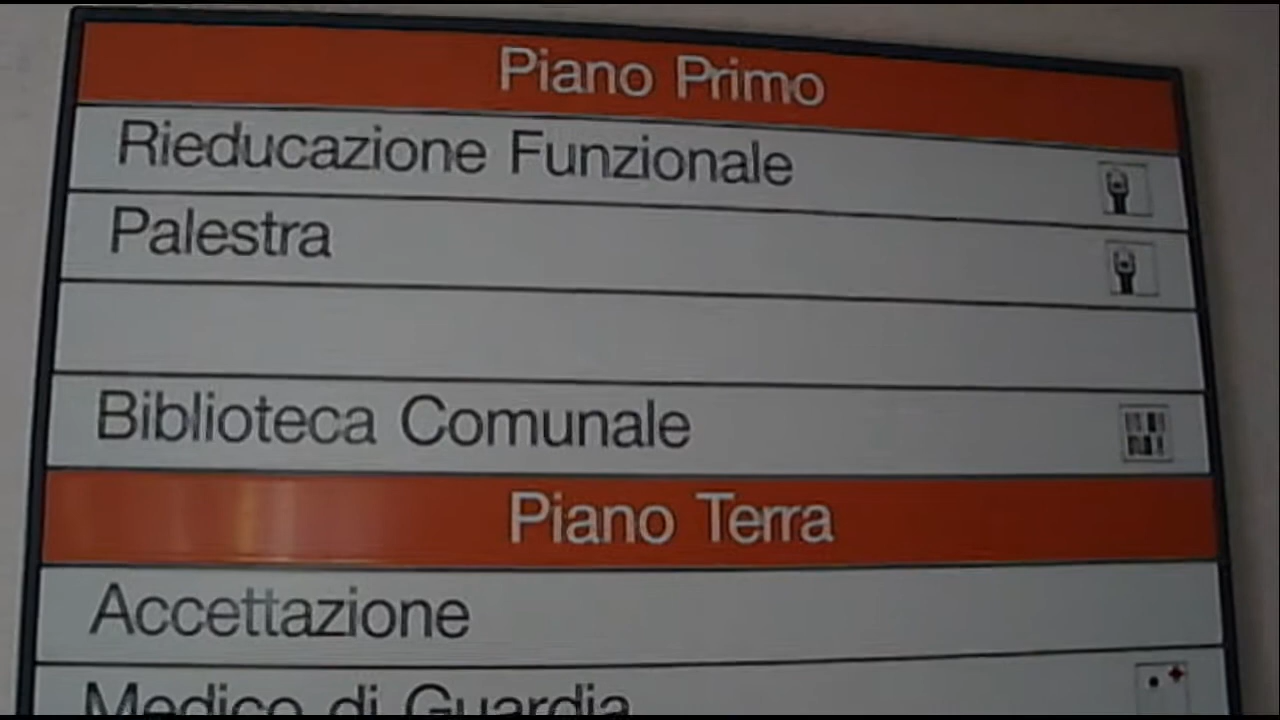 Piano Primo
Rieducazione Funzionale
Palestra
Biblioteca Comunale
Piano Terra
Accettazione
Medico di Guardia